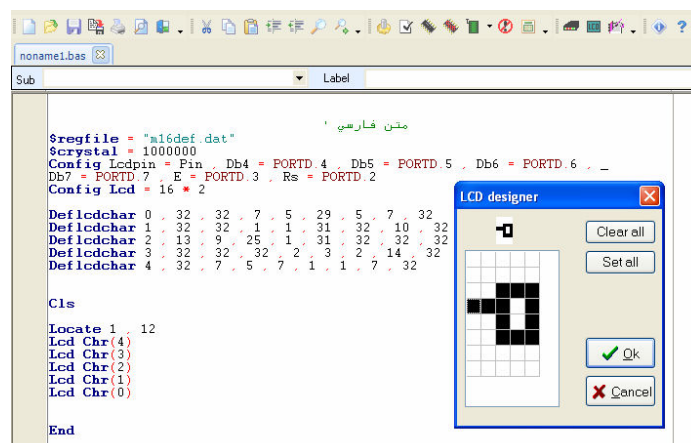 noname1.bas
Sub Label
متن فارسي '
$regfile = "m16def.dat"
$crystal = 1000000
Config Lcdpin = Pin , Db4 = PORTD.4 , Db5 = PORTD.5 , Db6 = PORTD.6 , _
Db7 = PORTD.7 , E = PORTD.3 , Rs = PORTD.2
Config Lcd = 16 * 2
Deflcdchar 0 , 32 , 32 , 7 , 5 , 29 , 5 , 7 , 32
Deflcdchar 1 , 32 , 32 , 1 , 1 , 31 , 32 , 10 , 32
Deflcdchar 2 , 13 , 9 , 25 , 1 , 31 , 32 , 32 , 32
Deflcdchar 3 , 32 , 32 , 32 , 2 , 3 , 2 , 14 , 32
Deflcdchar 4 , 32 , 7 , 5 , 7 , 1 , 1 , 7 , 32
Cls
Locate 1 , 12
Lcd Chr(4)
Lcd Chr(3)
Lcd Chr(2)
Lcd Chr(1)
Lcd Chr(0)
End
LCD designer
Clear all
Set all
Ok
Cancel